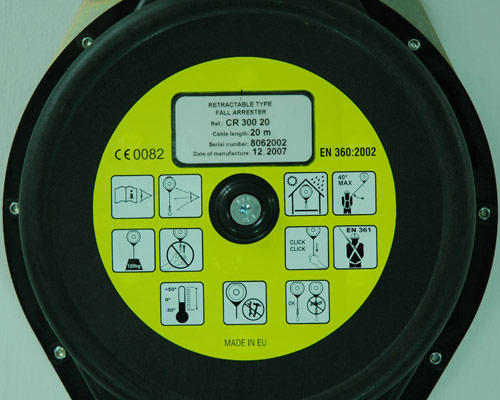 RETRACTABLE TYPE
FALL ARRESTER
Ref.: CR 300 20
Cable length: 20 m
Serial number: 8062002
Date of manufacture: 12. 2007
CE 0082
EN 360:2002
40°
MAX
120kg
CLICK
CLICK
EN 361
+50°
0°
-30°
OK
MADE IN EU